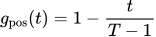 g_pos(t) = 1 − t/(T − 1)